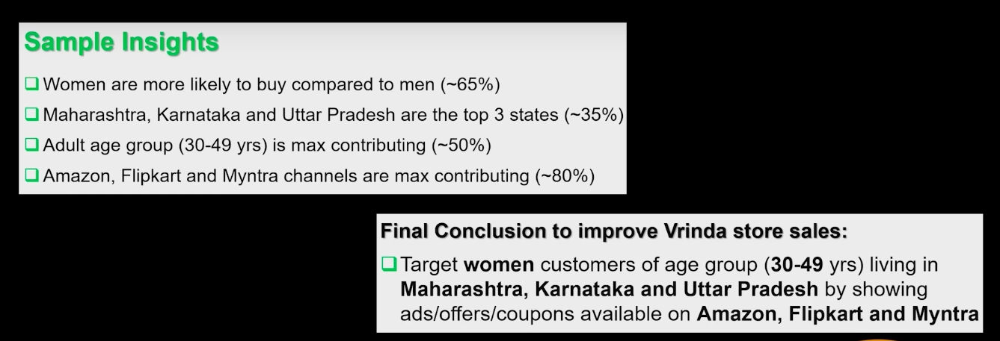 Sample Insights
Women are more likely to buy compared to men (~65%)
Maharashtra, Karnataka and Uttar Pradesh are the top 3 states (~35%)
Adult age group (30-49 yrs) is max contributing (~50%)
Amazon, Flipkart and Myntra channels are max contributing (~80%)
Final Conclusion to improve Vrinda store sales:
Target women customers of age group (30-49 yrs) living in
Maharashtra, Karnataka and Uttar Pradesh by showing
ads/offers/coupons available on Amazon, Flipkart and Myntra